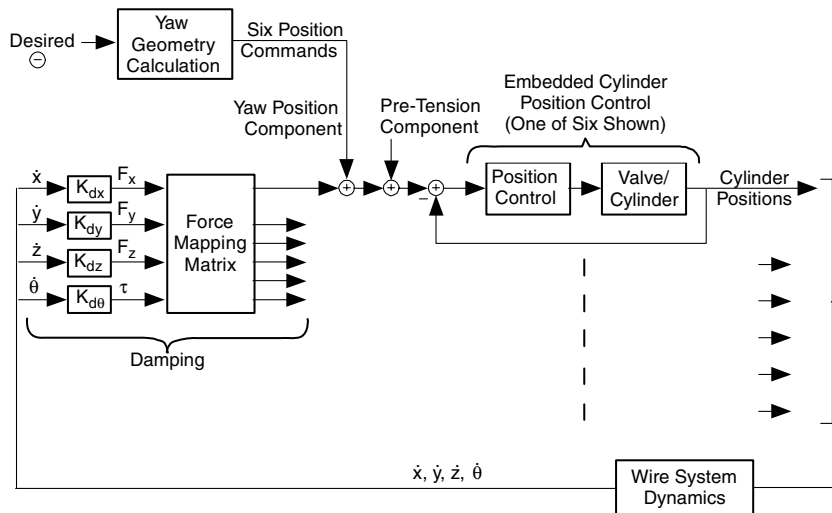 Desired
⊖
Yaw
Geometry
Calculation
Six Position
Commands
Yaw Position
Component
Pre-Tension
Component
Embedded Cylinder
Position Control
(One of Six Shown)
ẋ
K_dx
F_x
ẏ
K_dy
F_y
ż
K_dz
F_z
θ̇
K_dθ
τ
Force
Mapping
Matrix
+
+
+
−
Position
Control
Valve/
Cylinder
Cylinder
Positions
Damping
ẋ, ẏ, ż, θ̇
Wire System
Dynamics